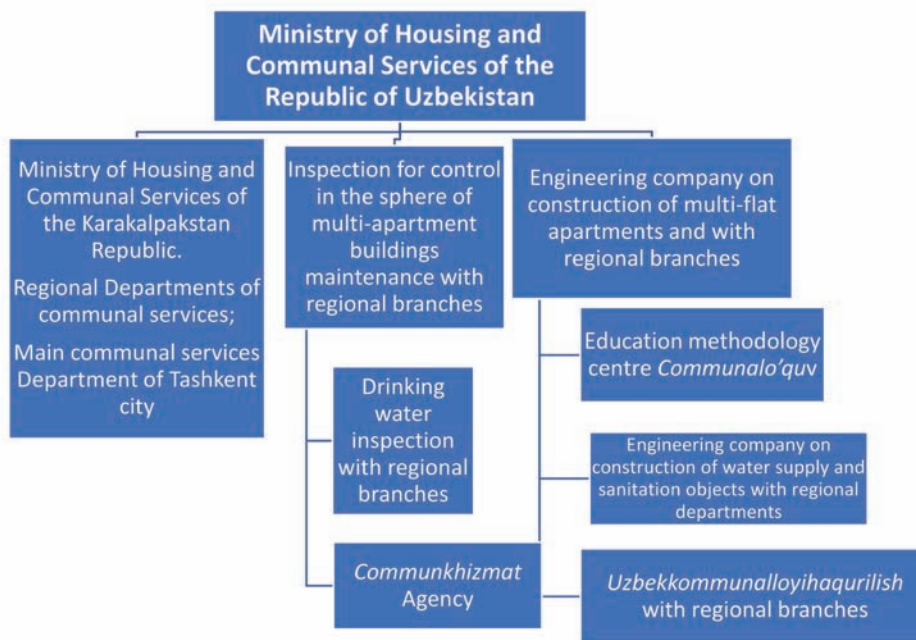 Ministry of Housing and
Communal Services of the
Republic of Uzbekistan
Ministry of Housing and
Communal Services of
the Karakalpakstan
Republic.
Regional Departments of
communal services;
Main communal services
Department of Tashkent
city
Inspection for control
in the sphere of
multi-apartment
buildings
maintenance with
regional branches
Engineering company on
construction of multi-flat
apartments and with
regional branches
Drinking
water
inspection
with regional
branches
Communkhizmat
Agency
Education methodology
centre Communalo'quv
Engineering company on
construction of water supply and
sanitation objects with regional
departments
Uzbekkommunalloyihaqurilish
with regional branches